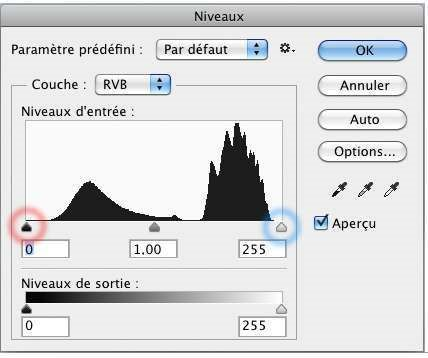 Niveaux
Paramètre prédéfini : Par défaut
OK
Couche : RVB
Annuler
Niveaux d'entrée :
Auto
Options...
Aperçu
0 1,00 255
Niveaux de sortie :
0 255